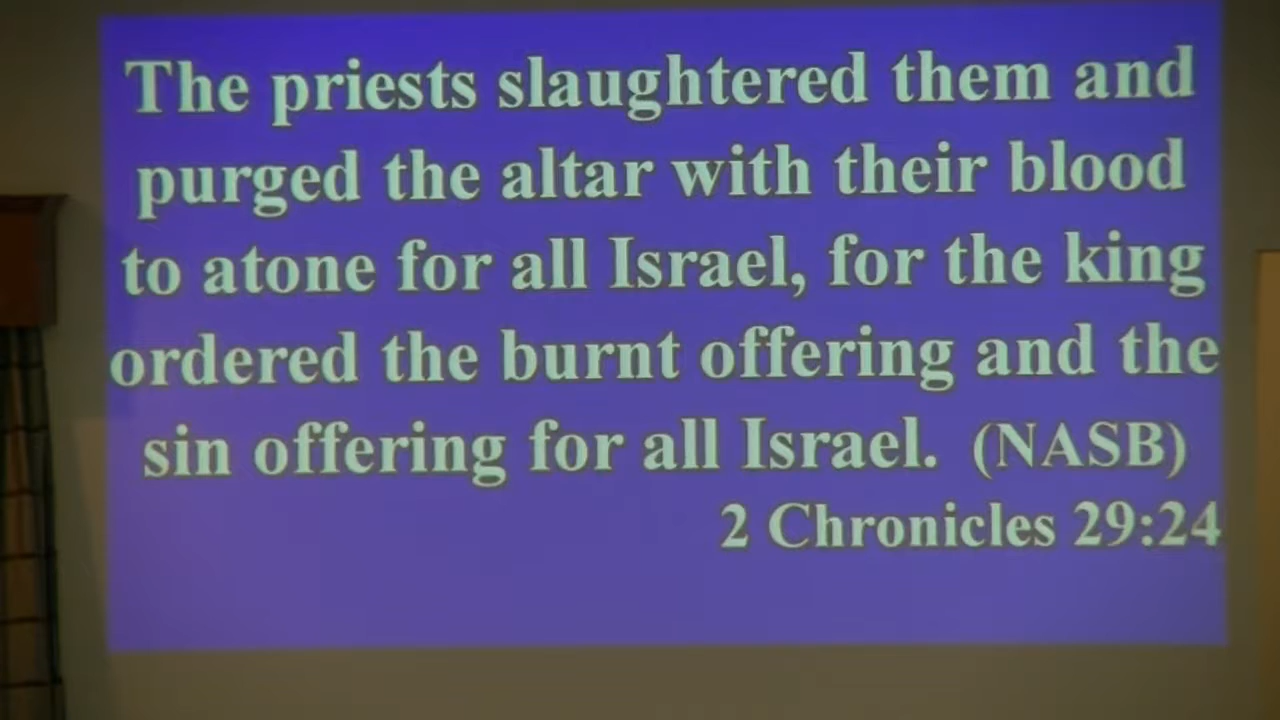 The priests slaughtered them and
purged the altar with their blood
to atone for all Israel, for the king
ordered the burnt offering and the
sin offering for all Israel. (NASB)
2 Chronicles 29:24